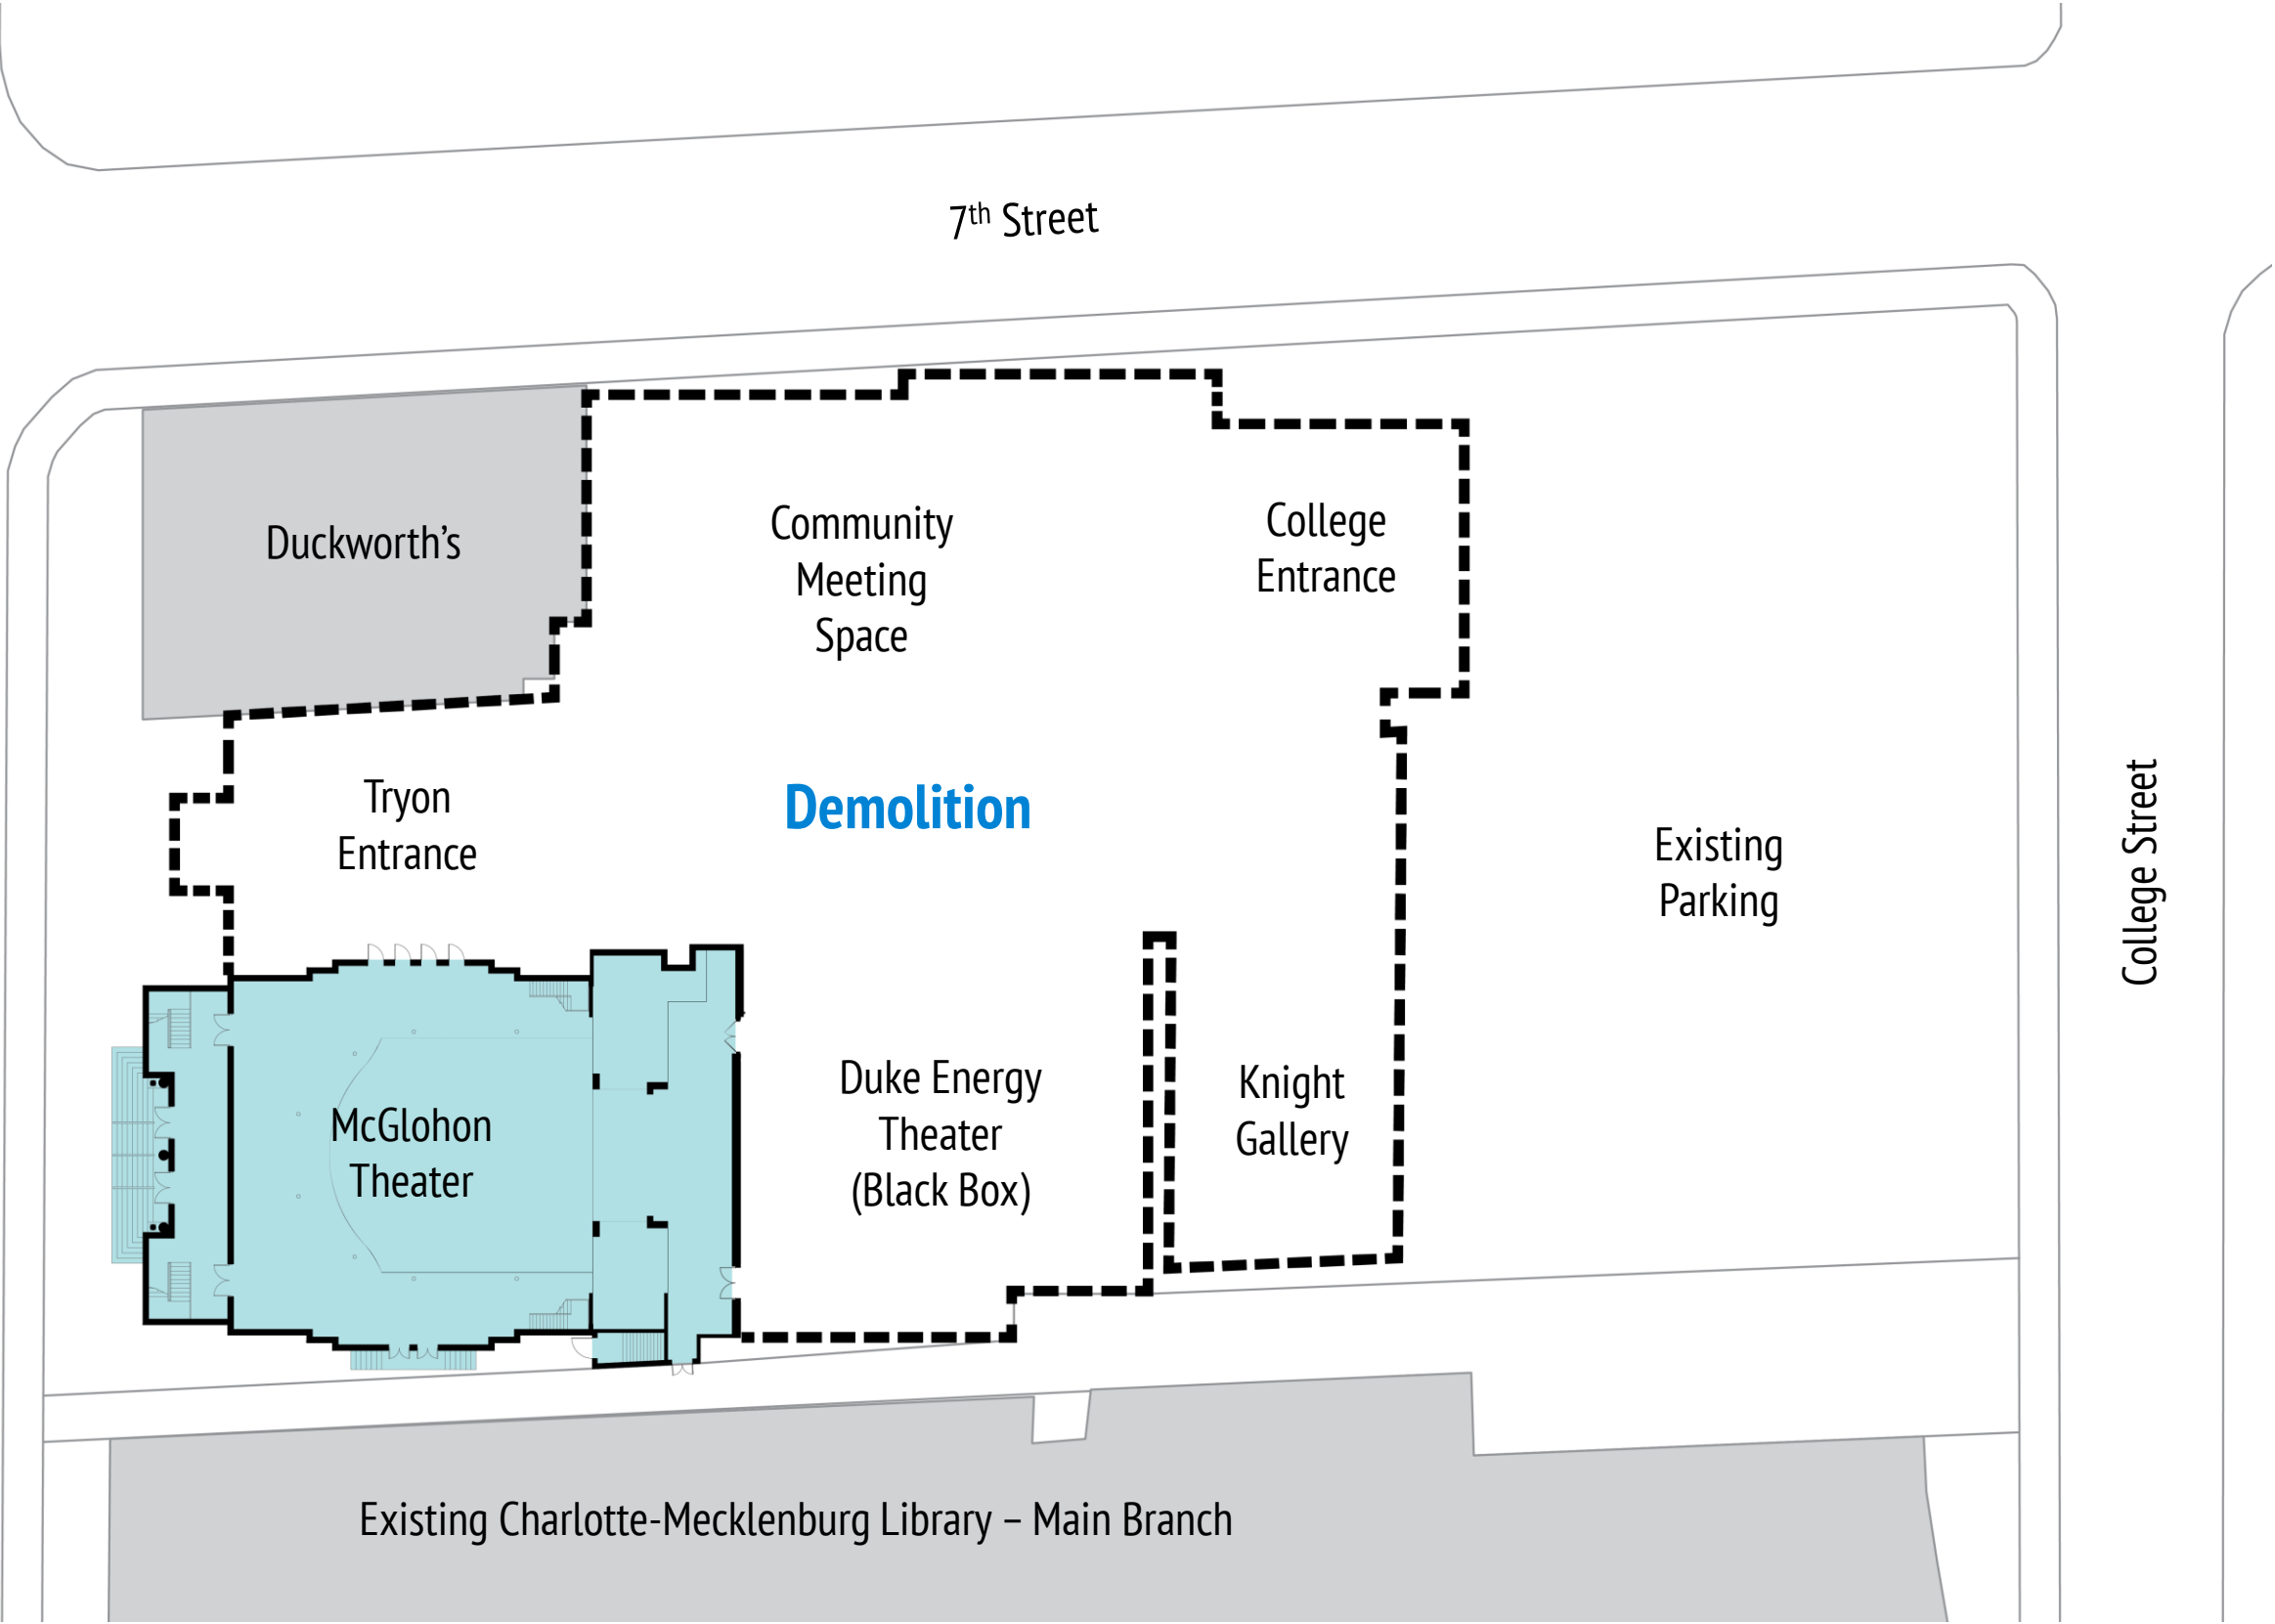 7th Street
Duckworth’s
Community
Meeting
Space
College
Entrance
Tryon
Entrance
Demolition
Existing
Parking
College Street
McGlohon
Theater
Duke Energy
Theater
(Black Box)
Knight
Gallery
Existing Charlotte-Mecklenburg Library – Main Branch